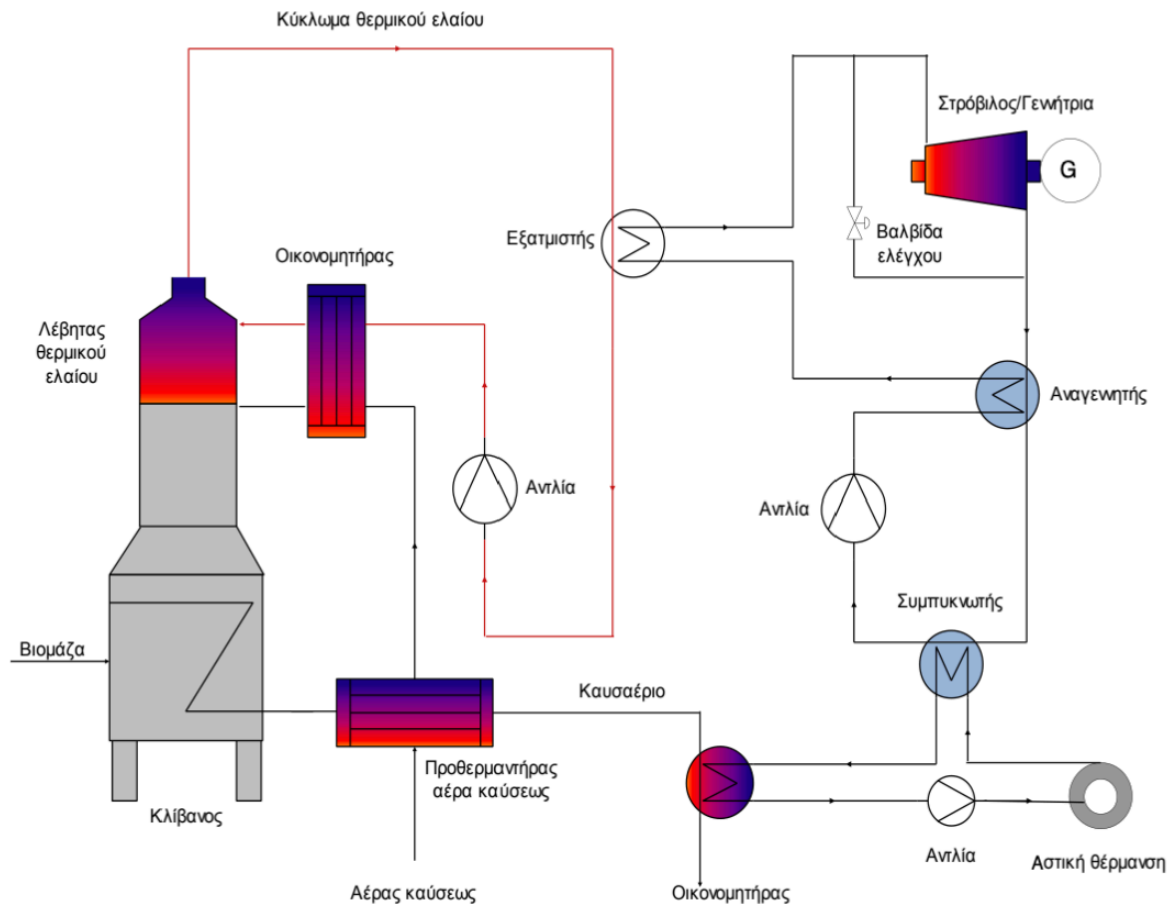 Κύκλωμα θερμικού ελαίου
Στρόβιλος/Γεννήτρια
G
Εξατμιστής
Βαλβίδα
ελέγχου
Οικονομητήρας
Λέβητας
θερμικού
ελαίου
Αναγεννητής
Αντλία
Αντλία
Συμπυκνωτής
Βιομάζα
Καυσαέριο
Προθερμαντήρας
αέρα καύσεως
Κλίβανος
Αντλία
Αστική θέρμανση
Αέρας καύσεως
Οικονομητήρας